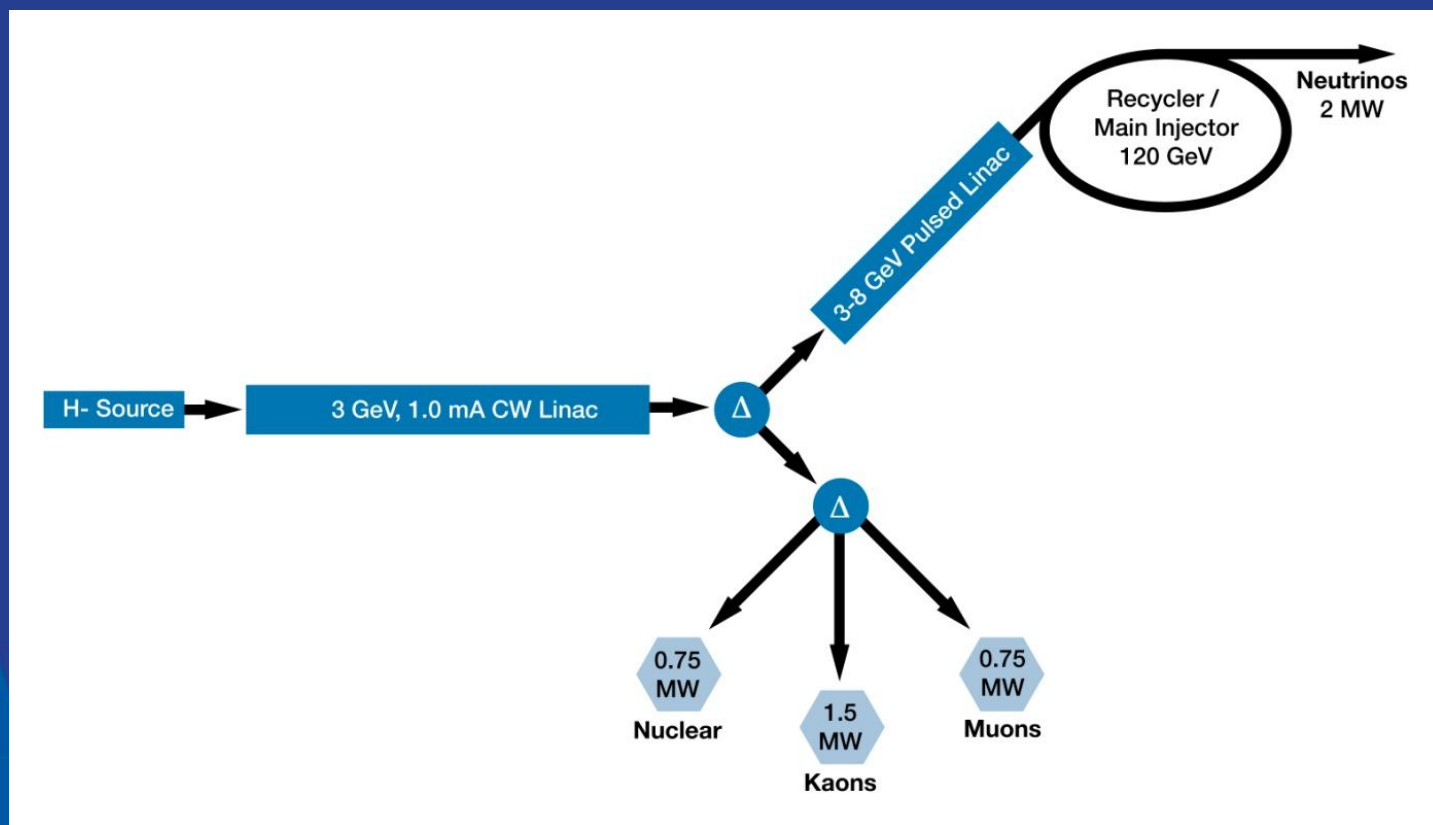 H- Source
3 GeV, 1.0 mA CW Linac
Δ
3-8 GeV Pulsed Linac
Recycler /
Main Injector
120 GeV
Neutrinos
2 MW
Δ
0.75
MW
Nuclear
1.5
MW
Kaons
0.75
MW
Muons